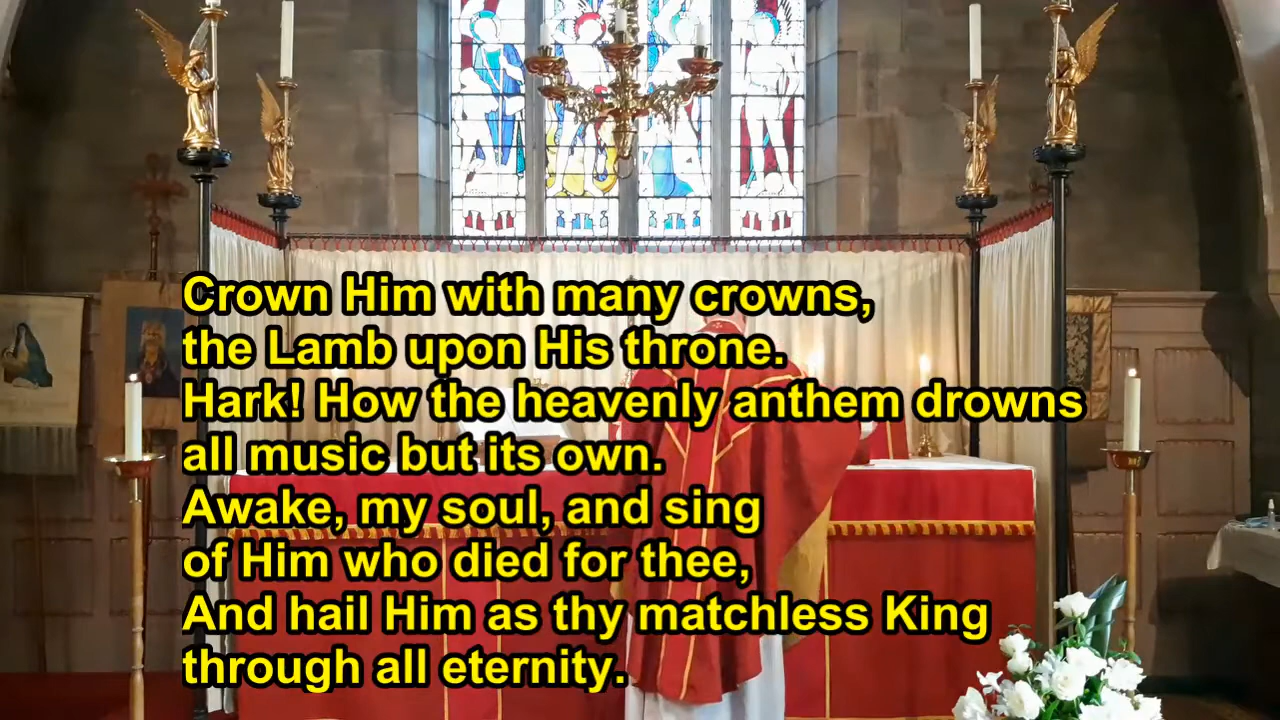 Crown Him with many crowns,
the Lamb upon His throne.
Hark! How the heavenly anthem drowns
all music but its own.
Awake, my soul, and sing
of Him who died for thee,
And hail Him as thy matchless King
through all eternity.